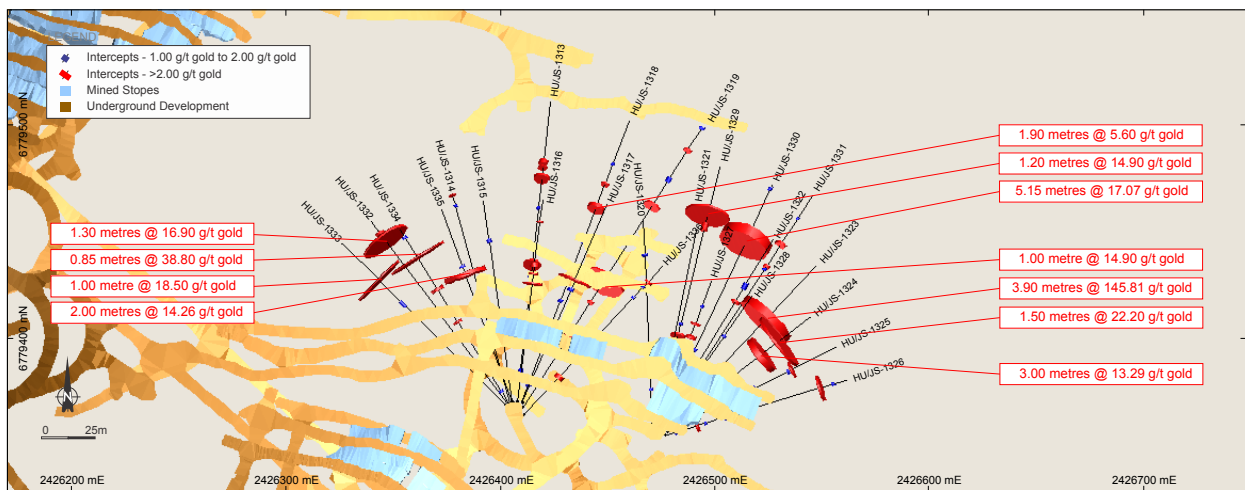 LEGEND
Intercepts - 1.00 g/t gold to 2.00 g/t gold
Intercepts - >2.00 g/t gold
Mined Stopes
Underground Development
6779500 mN
6779400 mN
HU/JS-1313
HU/JS-1318
HU/JS-1319
HU/JS-1329
HU/JS-1330
HU/JS-1331
HU/JS-1314
HU/JS-1315
HU/JS-1316
HU/JS-1317
HU/JS-1320
HU/JS-1321
HU/JS-1322
HU/JS-1323
HU/JS-1332
HU/JS-1333
HU/JS-1334
HU/JS-1335
HU/JS-1328
HU/JS-1324
HU/JS-1325
HU/JS-1326
1.30 metres @ 16.90 g/t gold
0.85 metres @ 38.80 g/t gold
1.00 metre @ 18.50 g/t gold
2.00 metres @ 14.26 g/t gold
1.90 metres @ 5.60 g/t gold
1.20 metres @ 14.90 g/t gold
5.15 metres @ 17.07 g/t gold
1.00 metre @ 14.90 g/t gold
3.90 metres @ 145.81 g/t gold
1.50 metres @ 22.20 g/t gold
3.00 metres @ 13.29 g/t gold
0 25m
2426200 mE
2426300 mE
2426400 mE
2426500 mE
2426600 mE
2426700 mE